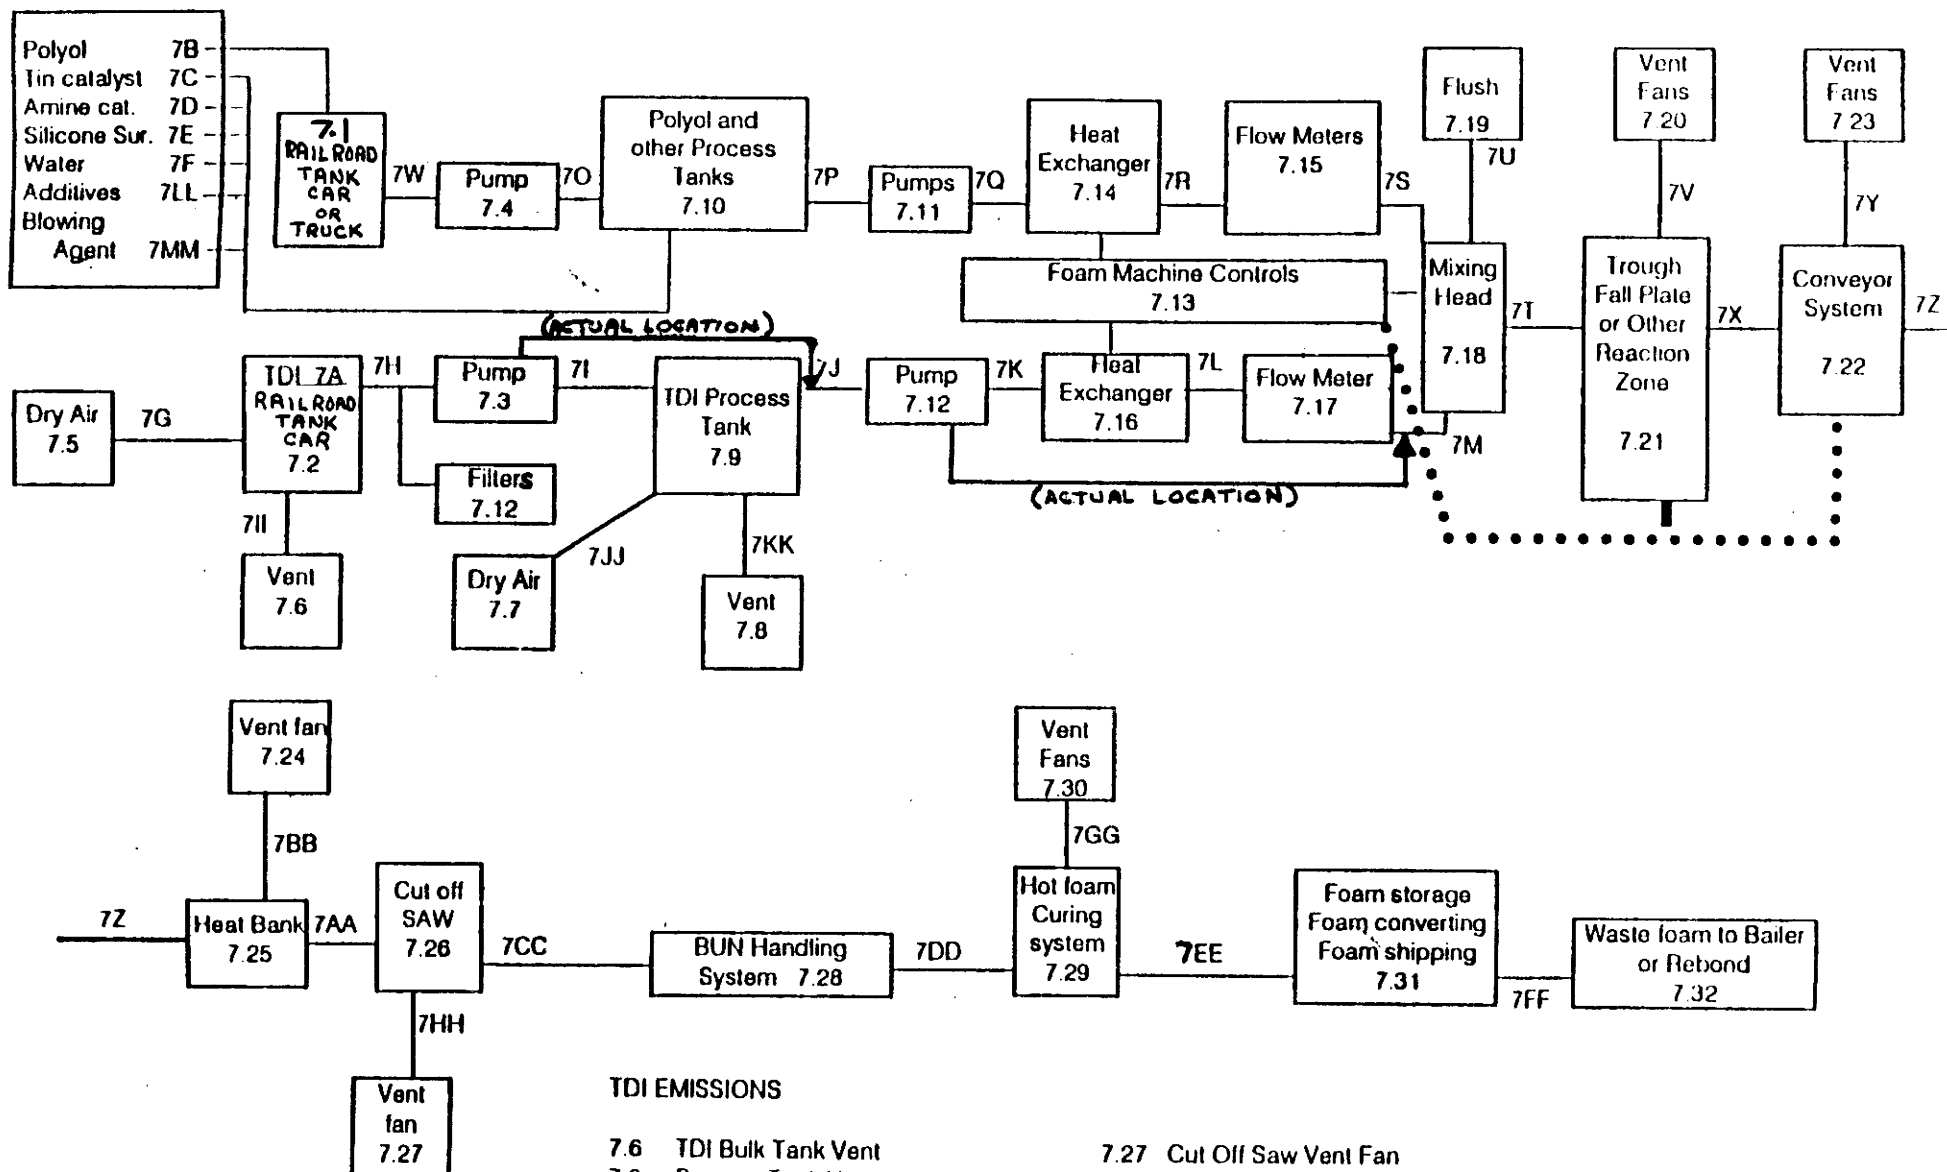 Polyol 7B
Tin catalyst 7C
Amine cat. 7D
Silicone Sur. 7E
Water 7F
Additives 7LL
Blowing
Agent 7MM
7.1
RAILROAD
TANK
CAR
OR
TRUCK
7W
Pump
7.4
7O
Polyol and
other Process
Tanks
7.10
7P
Pumps
7.11
7Q
Heat
Exchanger
7.14
7R
Flow Meters
7.15
7S
Flush
7.19
7U
Vent
Fans
7.20
7V
Vent
Fans
7.23
7Y
Foam Machine Controls
7.13
Mixing
Head
7.18
7T
Trough
Fall Plate
or Other
Reaction
Zone
7.21
7X
Conveyor
System
7.22
7Z
(ACTUAL LOCATION)
Dry Air
7.5
7G
TDI 7A
RAILROAD
TANK
CAR
7.2
7H
Pump
7.3
7I
TDI Process
Tank
7.9
7J
Pump
7.12
7K
Heat
Exchanger
7.16
7L
Flow Meter
7.17
7M
(ACTUAL LOCATION)
Filters
7.12
7II
Vent
7.6
7JJ
Dry Air
7.7
7KK
Vent
7.8
Vent fan
7.24
7BB
7Z
Heat Bank
7.25
7AA
Cut off
SAW
7.26
7CC
BUN Handling
System 7.28
7DD
Vent
Fans
7.30
7GG
Hot foam
Curing
system
7.29
7EE
Foam storage
Foam converting
Foam shipping
7.31
7FF
Waste foam to Bailer
or Rebond
7.32
7HH
Vent
fan
7.27
TDI EMISSIONS
7.6 TDI Bulk Tank Vent
7.27 Cut Off Saw Vent Fan